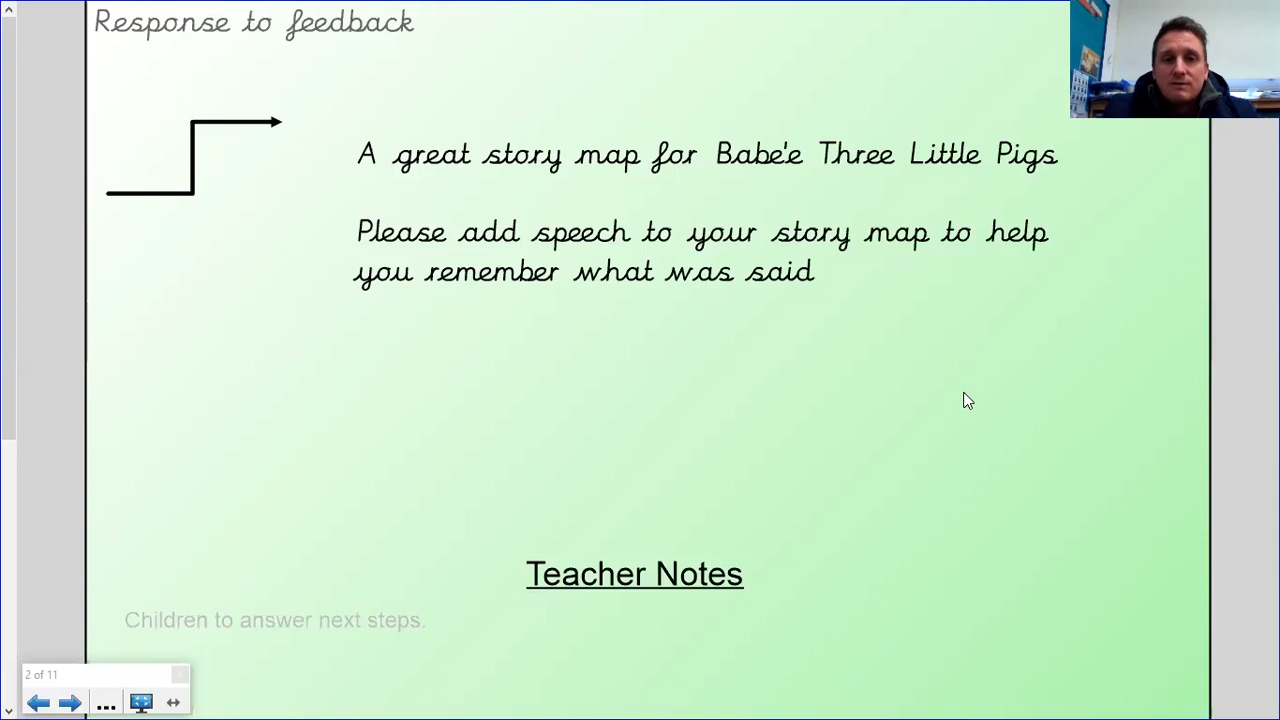 Response to feedback
A great story map for Babe'e Three Little Pigs
Please add speech to your story map to help
you remember what was said
Teacher Notes
Children to answer next steps.
2 of 11